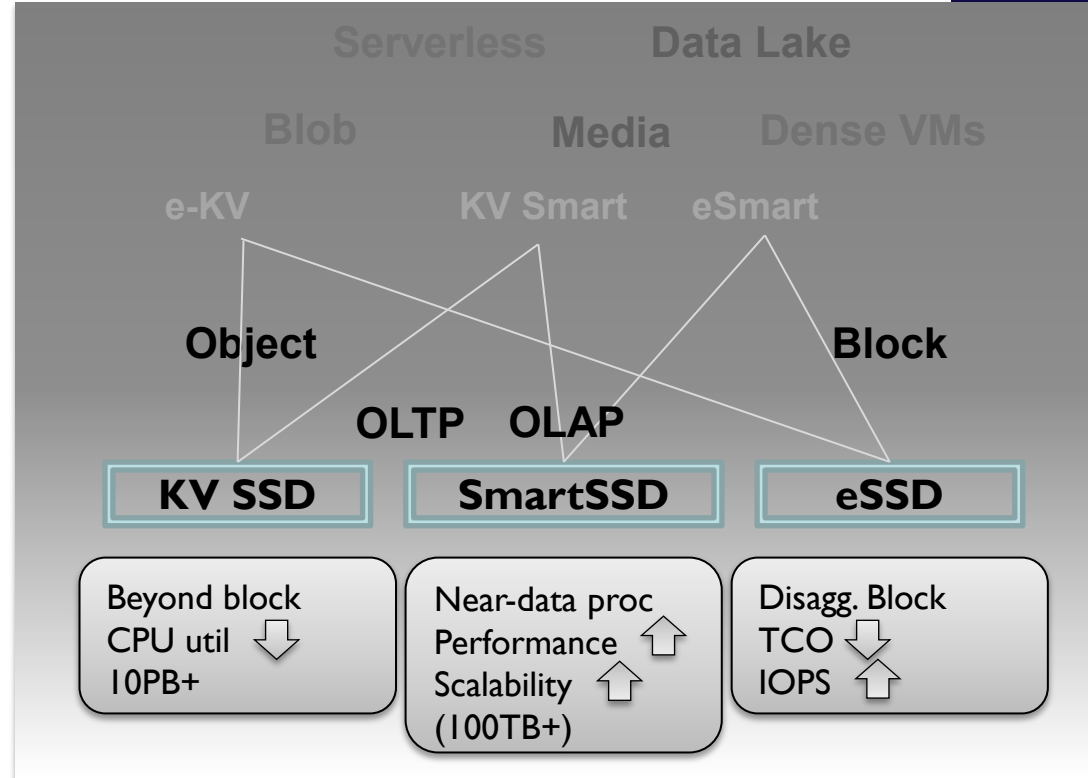 Serverless Data Lake
Blob Media Dense VMs
e-KV KV Smart eSmart
Object Block
OLTP OLAP
KV SSD SmartSSD eSSD
Beyond block
CPU util
10PB+
Near-data proc
Performance
Scalability
(100TB+)
Disagg. Block
TCO
IOPS